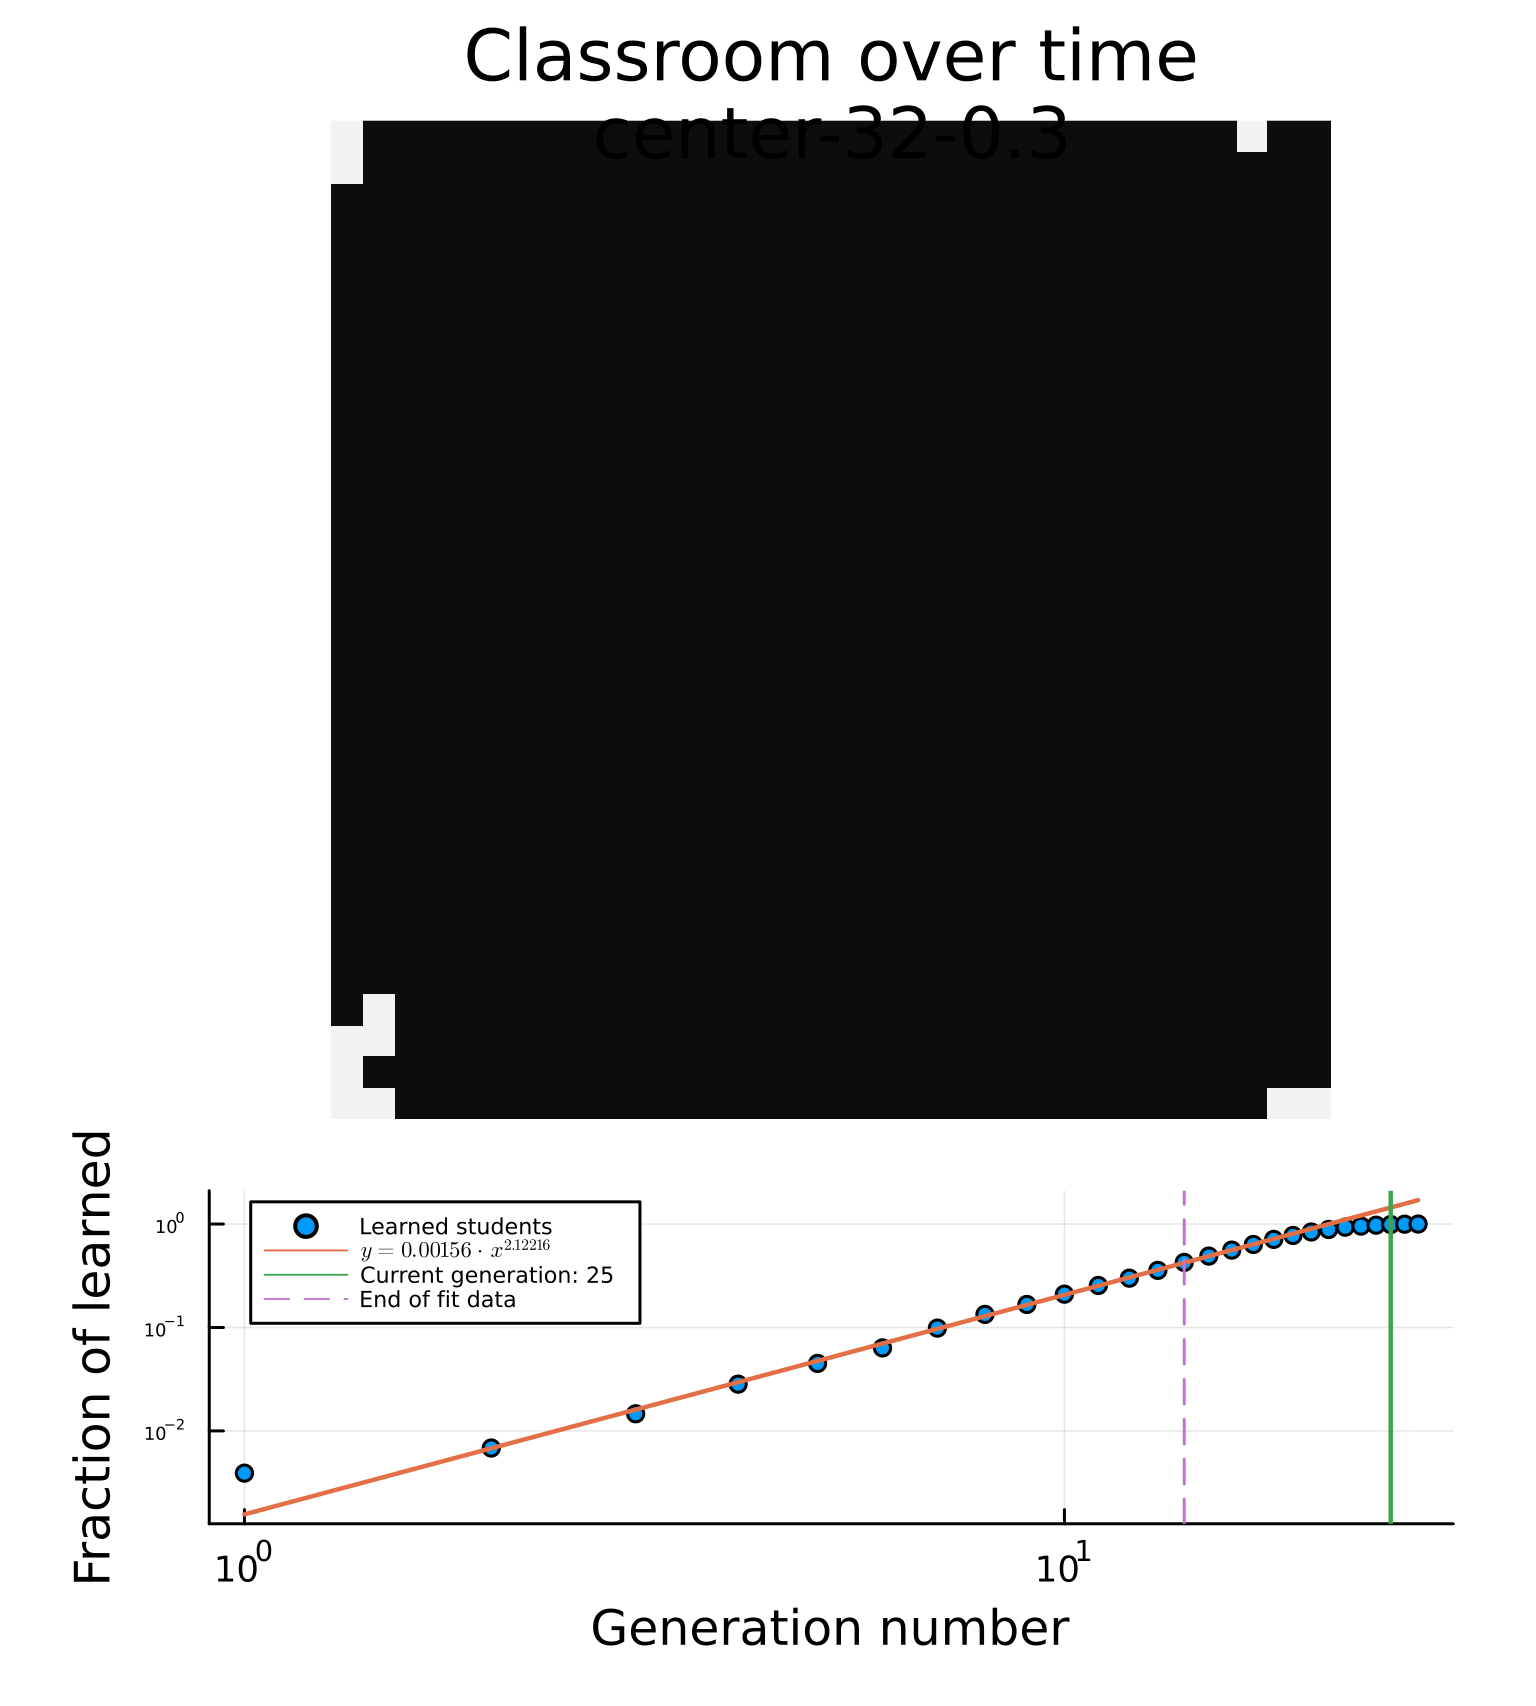 Classroom over time
center-32-0.3
Fraction of learned
10⁰
10⁻¹
10⁻²
Learned students
y = 0.00156 · x^2.12216
Current generation: 25
End of fit data
10⁰ 10¹
Generation number